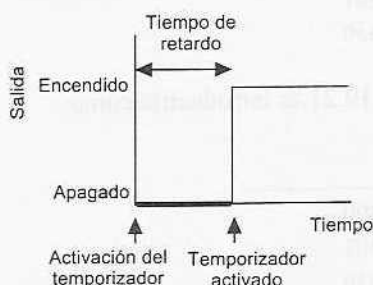 Tiempo de
retardo
Salida
Encendido
Apagado
Tiempo
Activación del
temporizador
Temporizador
activado